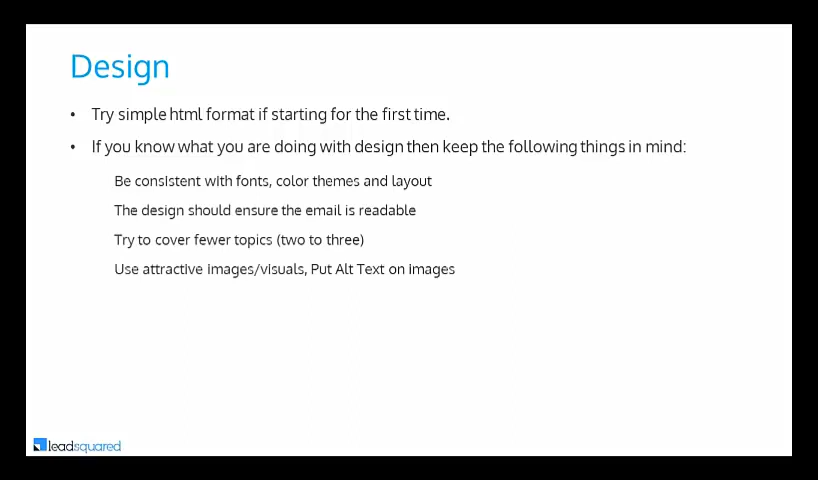 Design
• Try simple html format if starting for the first time.
• If you know what you are doing with design then keep the following things in mind:
Be consistent with fonts, color themes and layout
The design should ensure the email is readable
Try to cover fewer topics (two to three)
Use attractive images/visuals, Put Alt Text on images
leadsquared